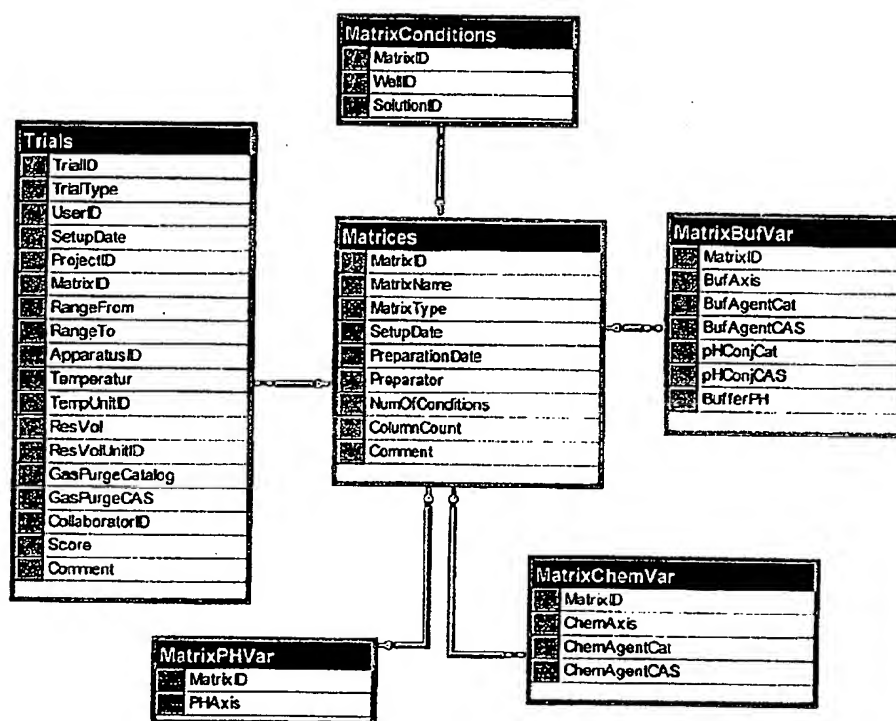 MatrixConditions
MatrixID
WellID
SolutionID
Trials
TrialID
TrialType
UserID
SetupDate
ProjectID
MatrixID
RangeFrom
RangeTo
ApparatusID
Temperatur
TempUnitID
ResVol
ResVolUnitID
GasPurgeCatalog
GasPurgeCAS
CollaboratorID
Score
Comment
Matrices
MatrixID
MatrixName
MatrixType
SetupDate
PreparationDate
Preparator
NumOfConditions
ColumnCount
Comment
MatrixBufVar
MatrixID
BufAxis
BufAgentCat
BufAgentCAS
pHConjCat
pHConjCAS
BufferPH
MatrixPHVar
MatrixID
PHAxis
MatrixChemVar
MatrixID
ChemAxis
ChemAgentCat
ChemAgentCAS